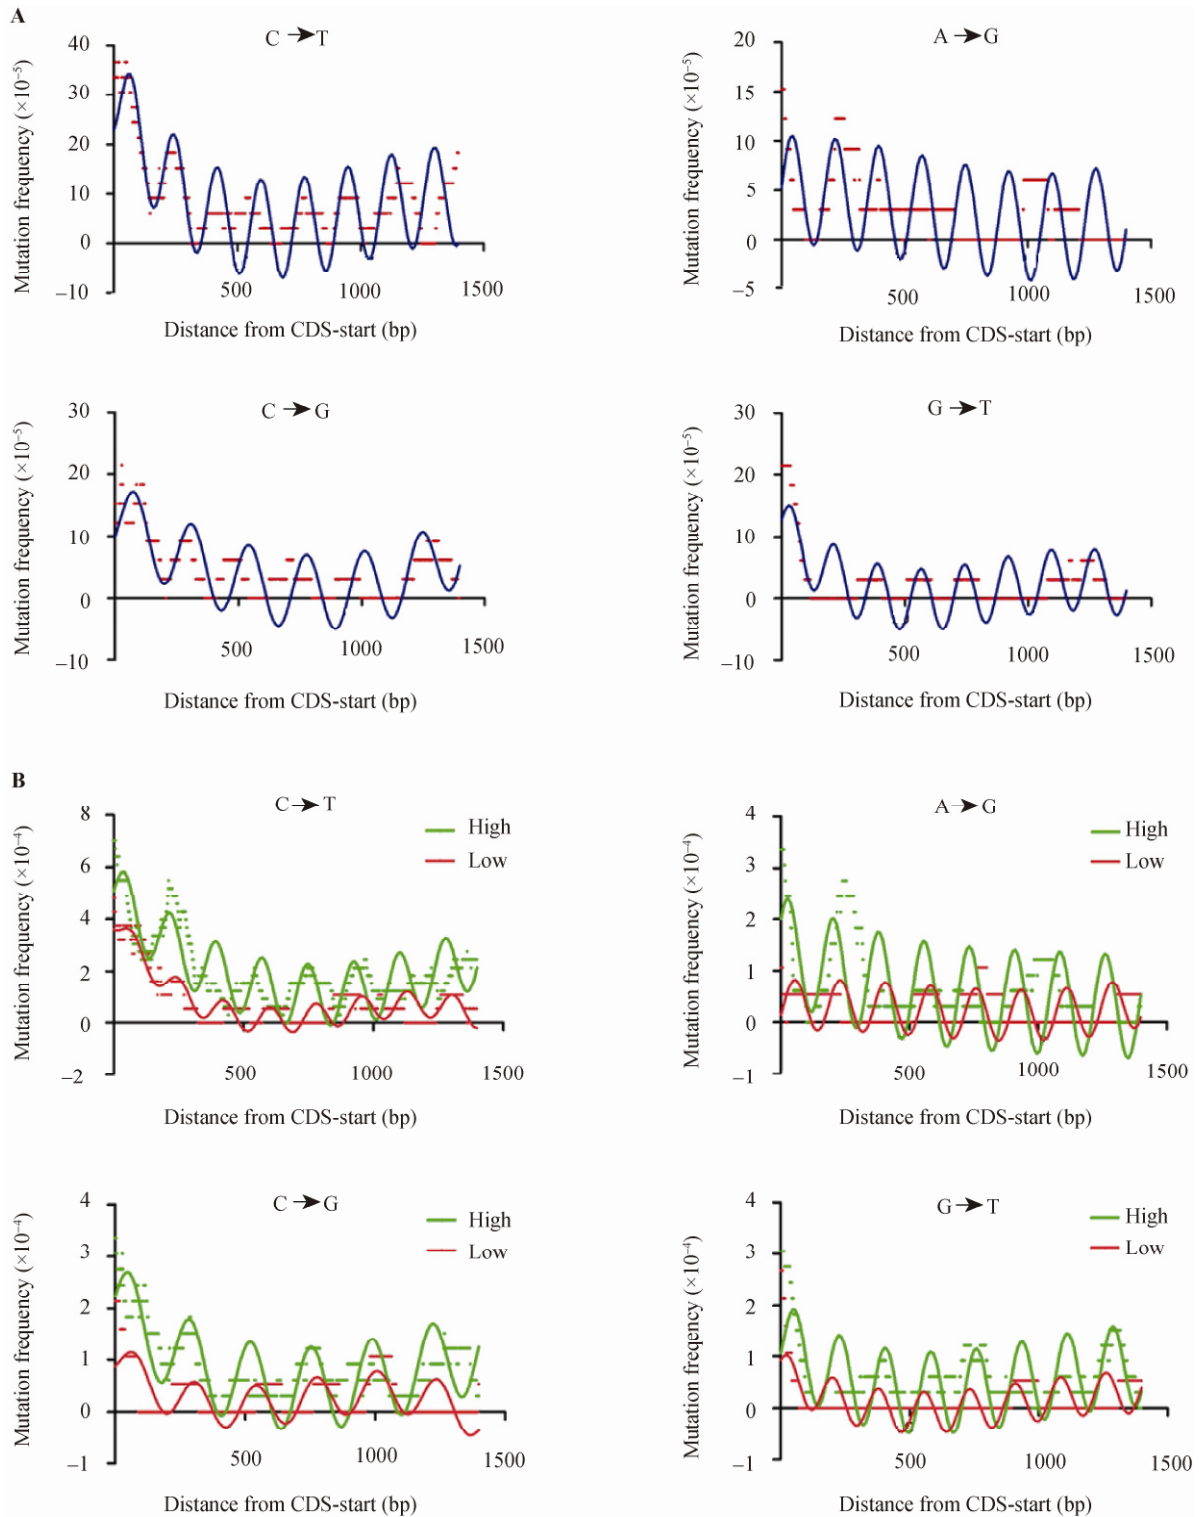 A
C → T
40
30
20
10
0
−10
500
1000
1500
Mutation frequency (×10⁻⁵)
Distance from CDS-start (bp)
A → G
20
15
10
5
0
−5
500
1000
1500
Mutation frequency (×10⁻⁵)
Distance from CDS-start (bp)
C → G
30
20
10
0
−10
500
1000
1500
Mutation frequency (×10⁻⁵)
Distance from CDS-start (bp)
G → T
30
20
10
0
−10
500
1000
1500
Mutation frequency (×10⁻⁵)
Distance from CDS-start (bp)
B
C → T
High
Low
8
6
4
2
0
−2
500
1000
1500
Mutation frequency (×10⁻⁴)
Distance from CDS-start (bp)
A → G
High
Low
4
3
2
1
0
−1
500
1000
1500
Mutation frequency (×10⁻⁴)
Distance from CDS-start (bp)
C → G
High
Low
4
3
2
1
0
−1
500
1000
1500
Mutation frequency (×10⁻⁴)
Distance from CDS-start (bp)
G → T
High
Low
4
3
2
1
0
−1
500
1000
1500
Mutation frequency (×10⁻⁴)
Distance from CDS-start (bp)